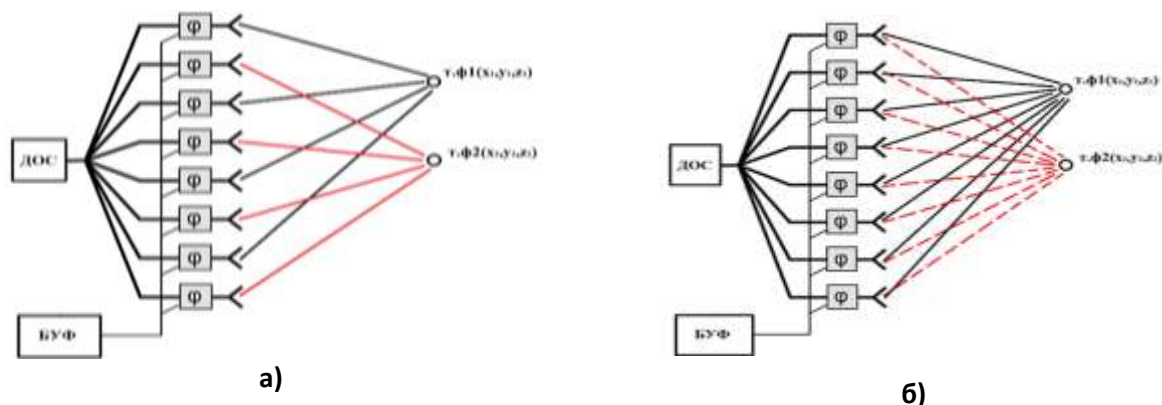 φ
φ
φ
φ
φ
φ
φ
φ
ДОС
БУФ
т.ф1(x₁,y₁,z₁)
т.ф2(x₂,y₂,z₂)
а)
φ
φ
φ
φ
φ
φ
φ
φ
ДОС
БУФ
т.ф1(x₁,y₁,z₁)
т.ф2(x₂,y₂,z₂)
б)